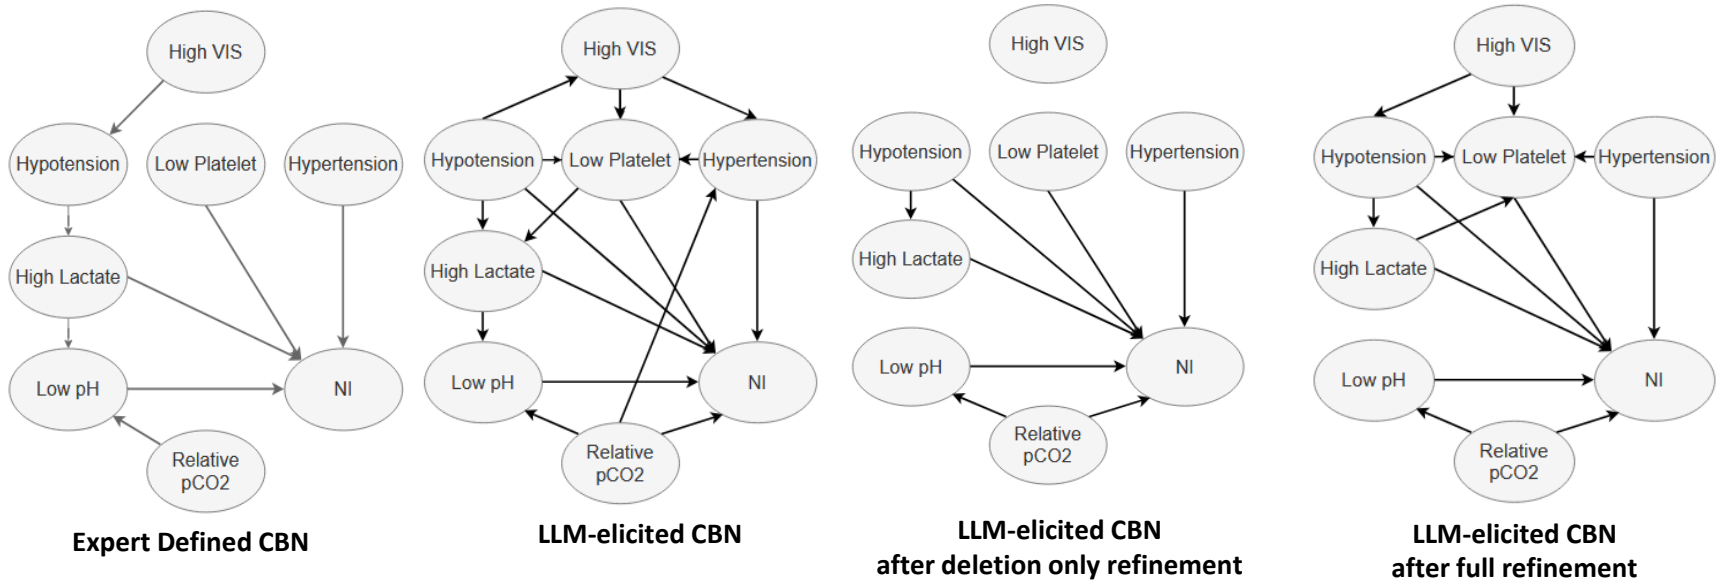 High VIS
Hypotension
Low Platelet
Hypertension
High Lactate
Low pH
NI
Relative
pCO2
Expert Defined CBN
High VIS
Hypotension
Low Platelet
Hypertension
High Lactate
Low pH
NI
Relative
pCO2
LLM-elicited CBN
High VIS
Hypotension
Low Platelet
Hypertension
High Lactate
Low pH
NI
Relative
pCO2
LLM-elicited CBN
after deletion only refinement
High VIS
Hypotension
Low Platelet
Hypertension
High Lactate
Low pH
NI
Relative
pCO2
LLM-elicited CBN
after full refinement